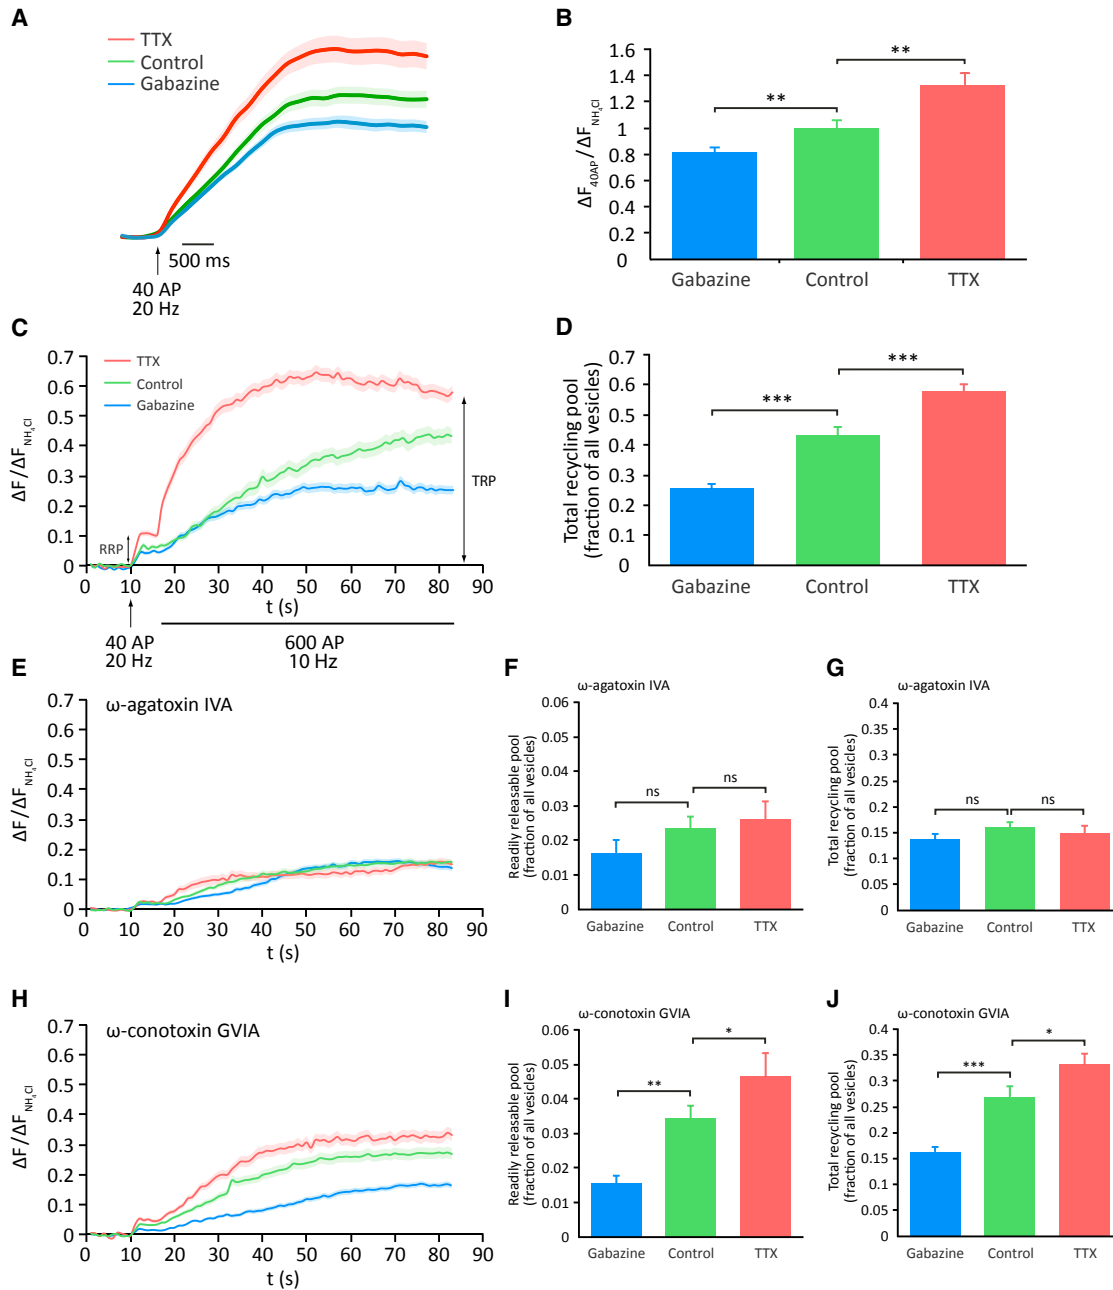 A
TTX
Control
Gabazine
500 ms
40 AP
20 Hz
B
ΔF40AP/ΔFNH4Cl
1.6
1.4
1.2
1
0.8
0.6
0.4
0.2
0
**
**
Gabazine Control TTX
C
ΔF/ΔFNH4Cl
0.7
0.6
0.5
0.4
0.3
0.2
0.1
0
TTX
Control
Gabazine
RRP
TRP
0 10 20 30 40 50 60 70 80 90
t (s)
40 AP
20 Hz
600 AP
10 Hz
D
Total recycling pool
(fraction of all vesicles)
0.7
0.6
0.5
0.4
0.3
0.2
0.1
0
***
***
Gabazine Control TTX
E
ω-agatoxin IVA
ΔF/ΔFNH4Cl
0.7
0.6
0.5
0.4
0.3
0.2
0.1
0
0 10 20 30 40 50 60 70 80 90
t (s)
F
ω-agatoxin IVA
Readily releasable pool
(fraction of all vesicles)
0.06
0.05
0.04
0.03
0.02
0.01
0
ns
ns
Gabazine Control TTX
G
ω-agatoxin IVA
Total recycling pool
(fraction of all vesicles)
0.4
0.35
0.3
0.25
0.2
0.15
0.1
0.05
0
ns
ns
Gabazine Control TTX
H
ω-conotoxin GVIA
ΔF/ΔFNH4Cl
0.7
0.6
0.5
0.4
0.3
0.2
0.1
0
0 10 20 30 40 50 60 70 80 90
t (s)
I
ω-conotoxin GVIA
Readily releasable pool
(fraction of all vesicles)
0.06
0.05
0.04
0.03
0.02
0.01
0
**
*
Gabazine Control TTX
J
ω-conotoxin GVIA
Total recycling pool
(fraction of all vesicles)
0.4
0.35
0.3
0.25
0.2
0.15
0.1
0.05
0
***
*
Gabazine Control TTX